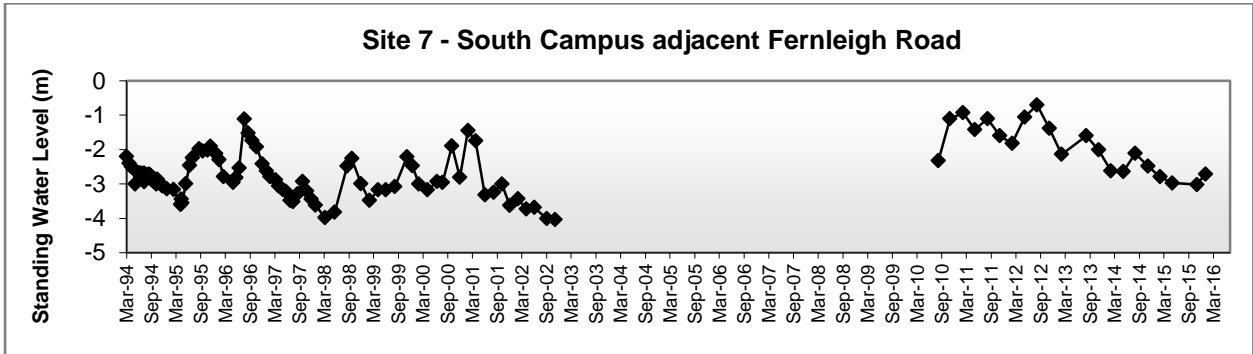 Site 7 - South Campus adjacent Fernleigh Road
Standing Water Level (m)
0
-1
-2
-3
-4
-5
Mar-94
Sep-94
Mar-95
Sep-95
Mar-96
Sep-96
Mar-97
Sep-97
Mar-98
Sep-98
Mar-99
Sep-99
Mar-00
Sep-00
Mar-01
Sep-01
Mar-02
Sep-02
Mar-03
Sep-03
Mar-04
Sep-04
Mar-05
Sep-05
Mar-06
Sep-06
Mar-07
Sep-07
Mar-08
Sep-08
Mar-09
Sep-09
Mar-10
Sep-10
Mar-11
Sep-11
Mar-12
Sep-12
Mar-13
Sep-13
Mar-14
Sep-14
Mar-15
Sep-15
Mar-16